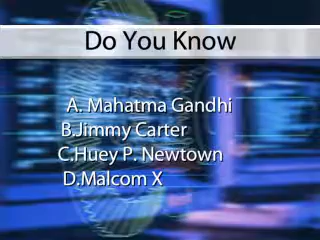 Do You Know
A. Mahatma Gandhi
B.Jimmy Carter
C.Huey P. Newtown
D.Malcom X